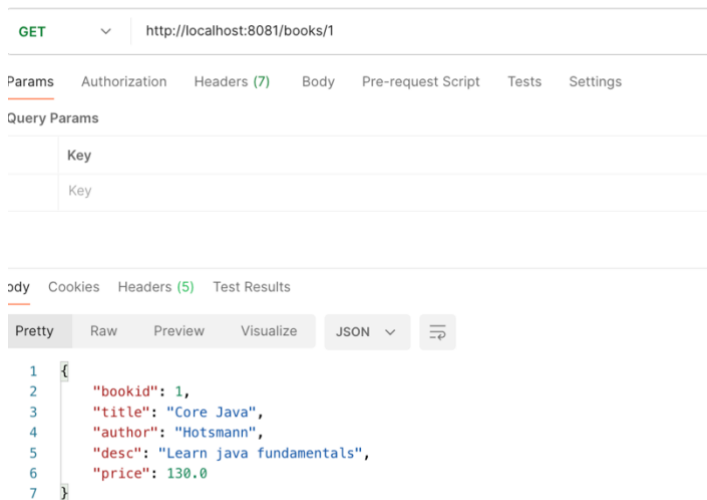 GET http://localhost:8081/books/1
Params Authorization Headers (7) Body Pre-request Script Tests Settings
Query Params
Key
Key
ody Cookies Headers (5) Test Results
Pretty Raw Preview Visualize JSON
1 {
2 "bookid": 1,
3 "title": "Core Java",
4 "author": "Hotsmann",
5 "desc": "Learn java fundamentals",
6 "price": 130.0
7 }